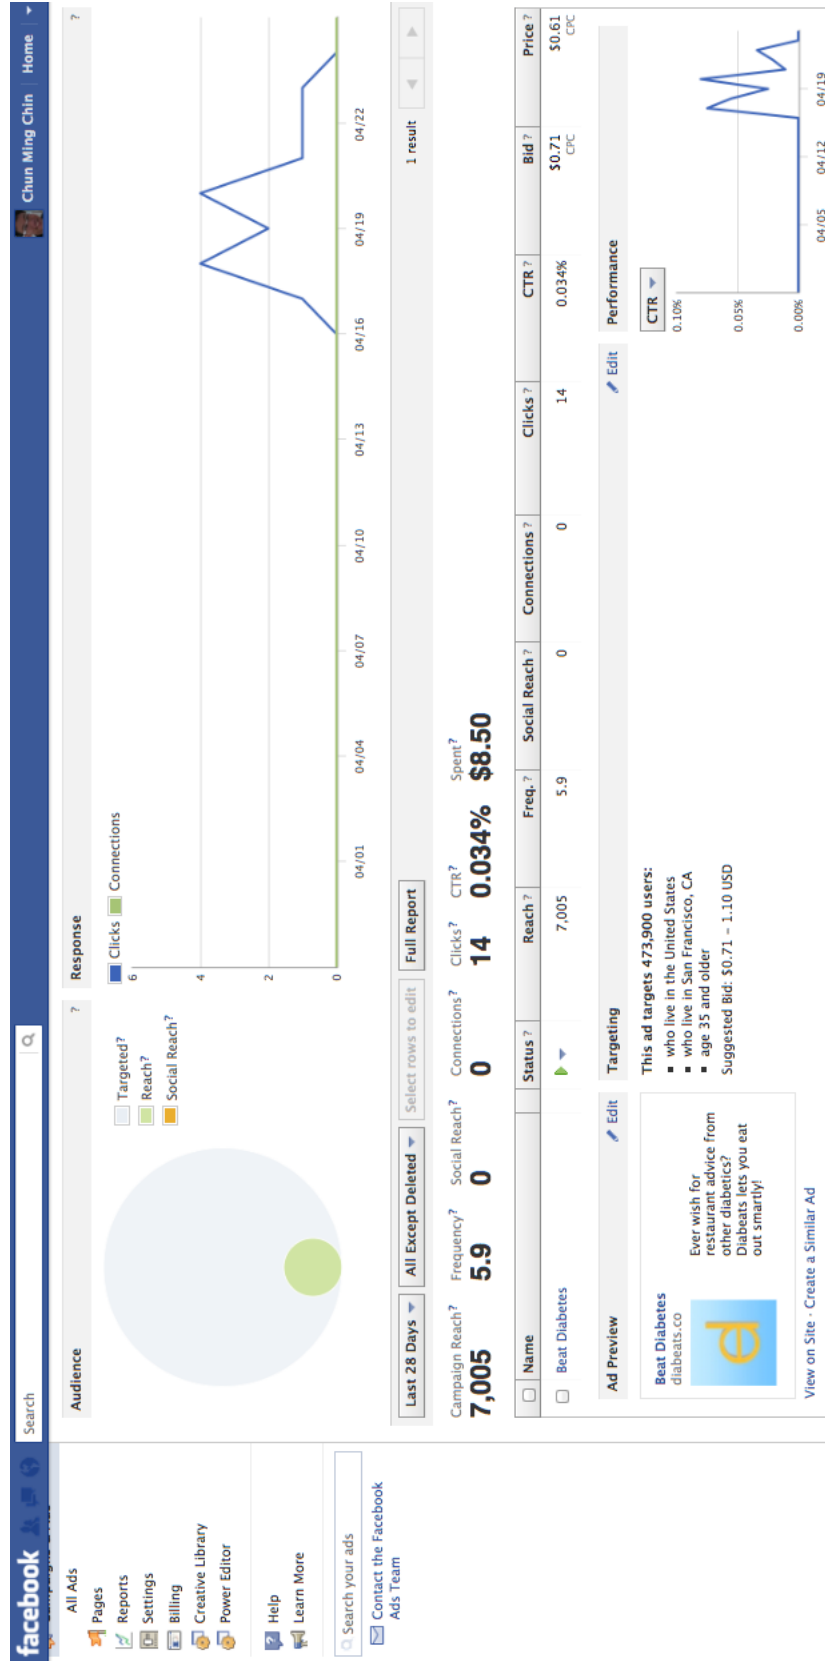 facebook
Search
Chun Ming Chin
Home
All Ads
Pages
Reports
Settings
Billing
Creative Library
Power Editor
Help
Learn More
Search your ads
Contact the Facebook
Ads Team
Audience ?
Targeted?
Reach?
Social Reach?
Response ?
Clicks Connections
6
4
2
0
04/01 04/04 04/07 04/10 04/13 04/16 04/19 04/22
Last 28 Days All Except Deleted Select rows to edit Full Report 1 result
Campaign Reach? Frequency? Social Reach? Connections? Clicks? CTR? Spent?
7,005 5.9 0 0 14 0.034% $8.50
Name Status ? Reach ? Freq. ? Social Reach ? Connections ? Clicks ? CTR ? Bid ? Price ?
Beat Diabetes 7,005 5.9 0 0 14 0.034% $0.71 $0.61
CPC CPC
Ad Preview Edit
Beat Diabetes
diabeats.co
d
Ever wish for
restaurant advice from
other diabetics?
Diabeats lets you eat
out smartly!
View on Site · Create a Similar Ad
Targeting Edit
This ad targets 473,900 users:
who live in the United States
who live in San Francisco, CA
age 35 and older
Suggested Bid: $0.71 – 1.10 USD
Performance
CTR
0.10%
0.05%
0.00%
04/05 04/12 04/19